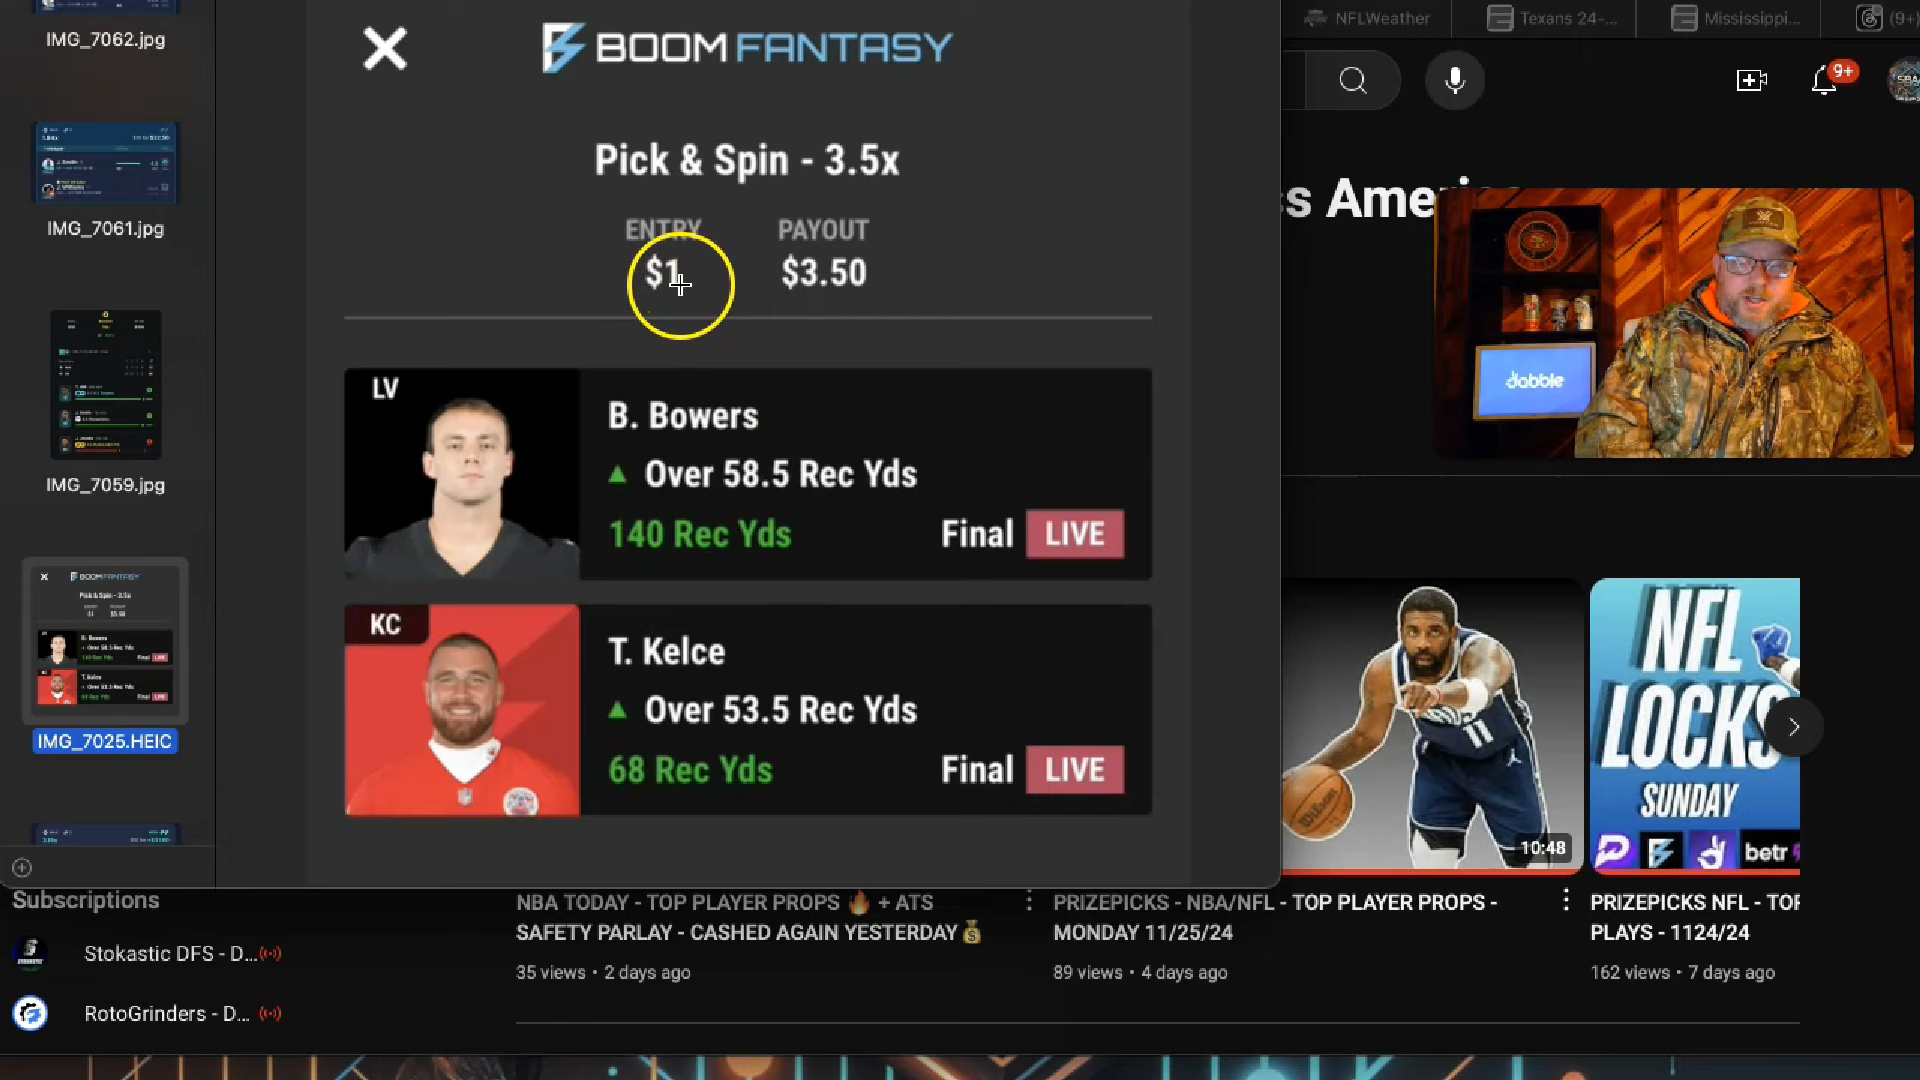 IMG_7062.jpg
IMG_7061.jpg
IMG_7059.jpg
IMG_7025.HEIC
BOOM FANTASY
Pick & Spin - 3.5x
ENTRY PAYOUT
$1 $3.50
LV
B. Bowers
Over 58.5 Rec Yds
140 Rec Yds Final LIVE
KC
T. Kelce
Over 53.5 Rec Yds
68 Rec Yds Final LIVE
NFLWeather Texans 24-... Mississippi... (9+)
9+
s Ameri
dabble
10:48
NFL
LOCKS
SUNDAY
betr
NBA TODAY - TOP PLAYER PROPS 🔥 + ATS
SAFETY PARLAY - CASHED AGAIN YESTERDAY💰
35 views • 2 days ago
PRIZEPICKS - NBA/NFL - TOP PLAYER PROPS -
MONDAY 11/25/24
89 views • 4 days ago
PRIZEPICKS NFL - TOP
PLAYS - 1124/24
162 views • 7 days ago
Subscriptions
Stokastic DFS - D...
RotoGrinders - D...